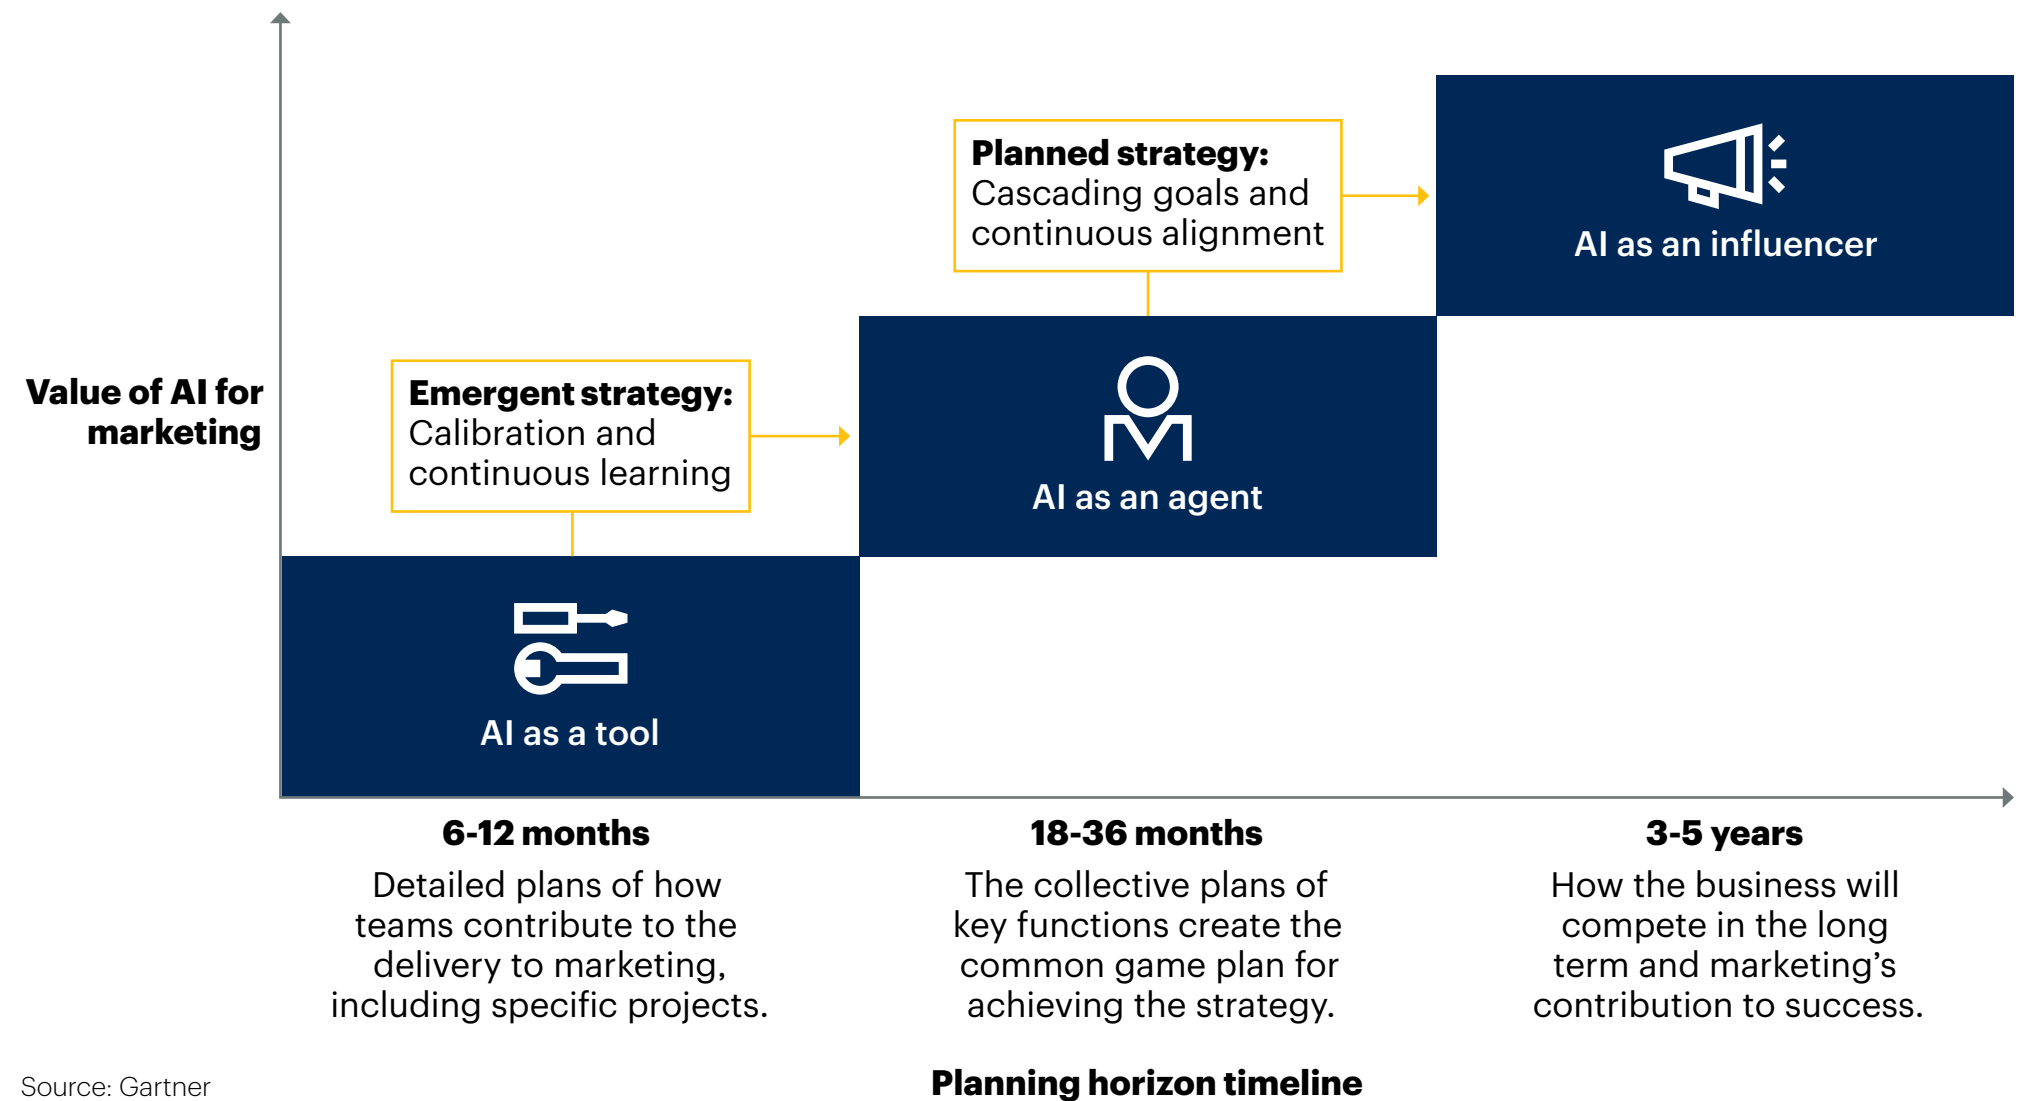 Value of AI for
marketing
Planned strategy:
Cascading goals and
continuous alignment
AI as an influencer
Emergent strategy:
Calibration and
continuous learning
AI as an agent
AI as a tool
6-12 months
Detailed plans of how
teams contribute to the
delivery to marketing,
including specific projects.
18-36 months
The collective plans of
key functions create the
common game plan for
achieving the strategy.
3-5 years
How the business will
compete in the long
term and marketing’s
contribution to success.
Planning horizon timeline
Source: Gartner